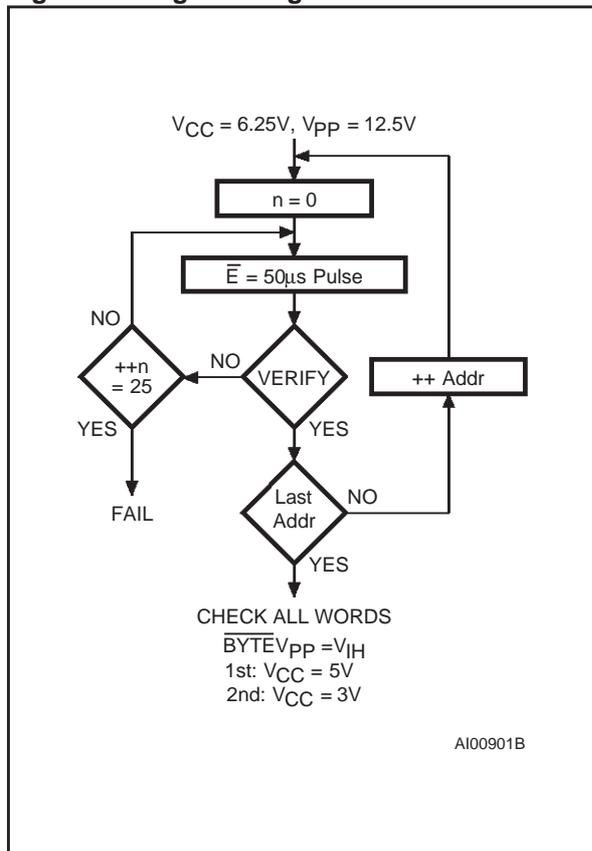 VCC = 6.25V, VPP = 12.5V
n = 0
E̅ = 50µs Pulse
NO
++n
= 25
NO
VERIFY
++ Addr
YES
YES
FAIL
Last
Addr
NO
YES
CHECK ALL WORDS
B̅Y̅T̅E̅VPP =VIH
1st: VCC = 5V
2nd: VCC = 3V
AI00901B